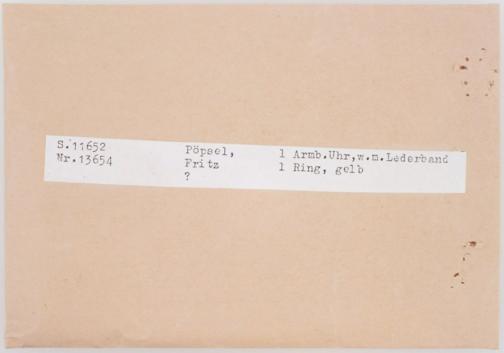 S.11652 Pöpsel, 1 Armb.Uhr,w.m.Lederband
Nr.13654 Fritz 1 Ring, gelb
?